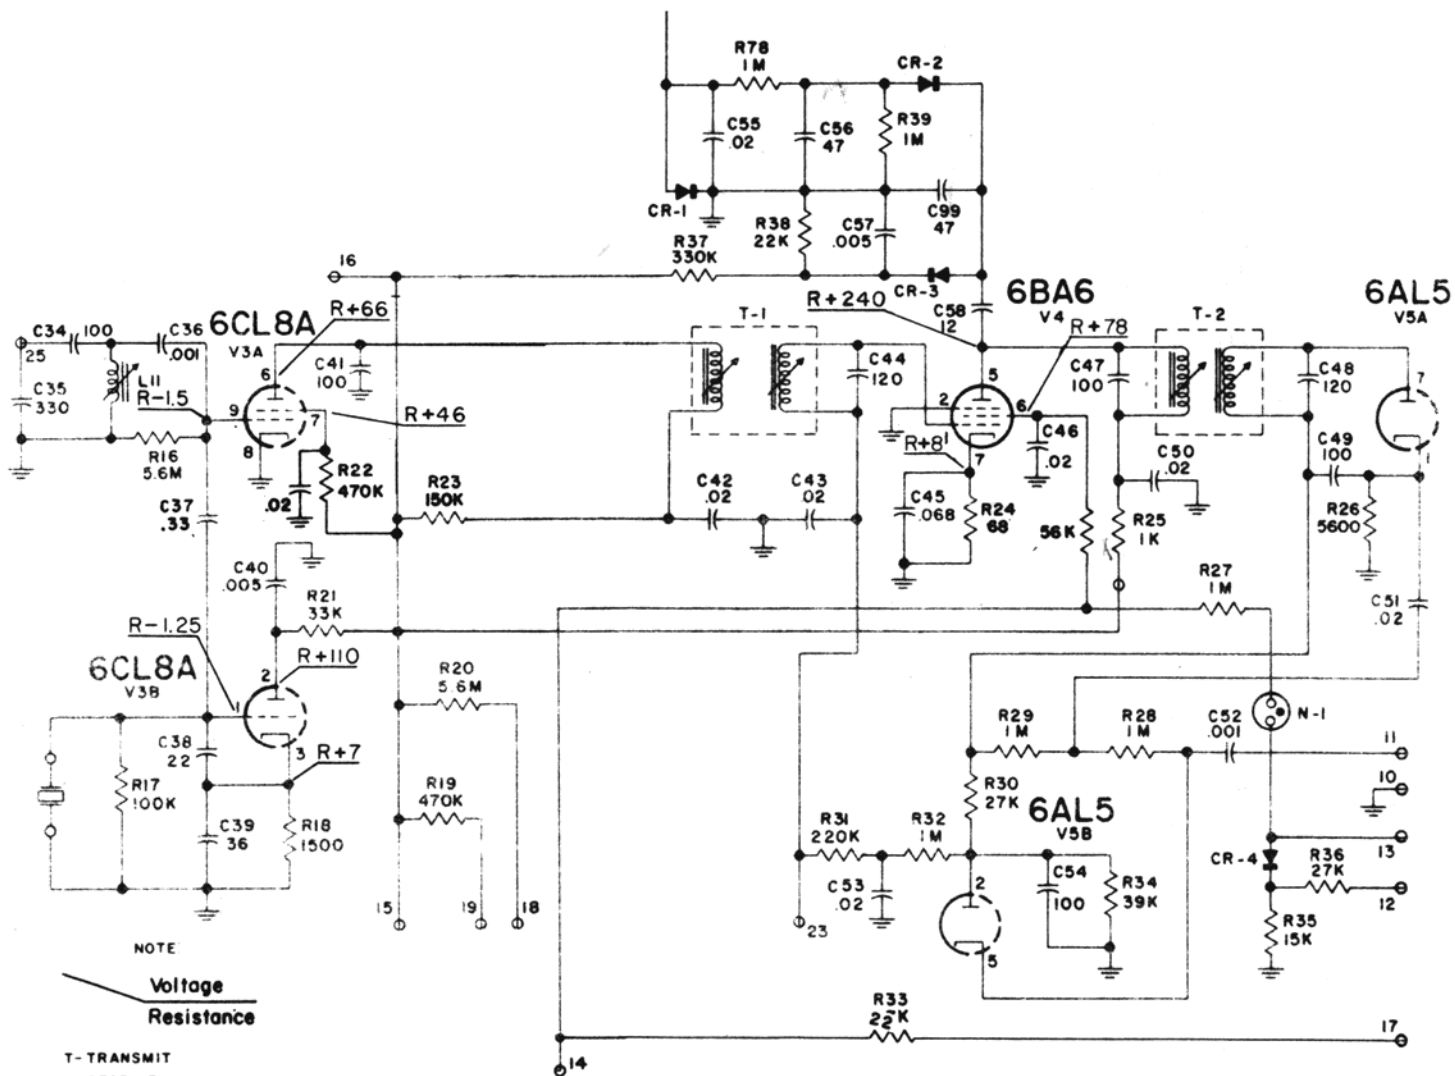 R78
1M
CR-2
C55
.02
C56
47
R39
1M
CR-1
R38
22K
C57
.005
C99
47
R37
330K
CR-3
16
R+66
6CL8A
V3A
C34
100
C36
.001
25
C35
330
L11
R-1.5
R16
5.6M
6
9
7
8
C41
100
R+46
R22
470K
.02
C37
.33
R23
150K
T-1
C42
.02
C43
.02
C44
120
R+240
C58
12
6BA6
V4
R+78
5
2
6
1
7
R+8
C45
.068
R24
68
C46
.02
56K
C47
100
T-2
C50
.02
R25
1K
C48
120
6AL5
V5A
7
1
C49
100
R26
5600
C51
.02
R27
1M
C40
.005
R21
33K
R-1.25
R+110
6CL8A
V3B
2
1
3
R+7
C38
22
R17
100K
C39
36
R18
1500
R20
5.6M
R19
470K
15
19
18
R29
1M
R28
1M
C52
.001
N-1
11
10
13
12
R30
27K
6AL5
V5B
R31
220K
R32
1M
C53
.02
23
2
5
C54
100
R34
39K
CR-4
R36
27K
R35
15K
R33
22K
17
14
NOTE
Voltage
Resistance
T-TRANSMIT